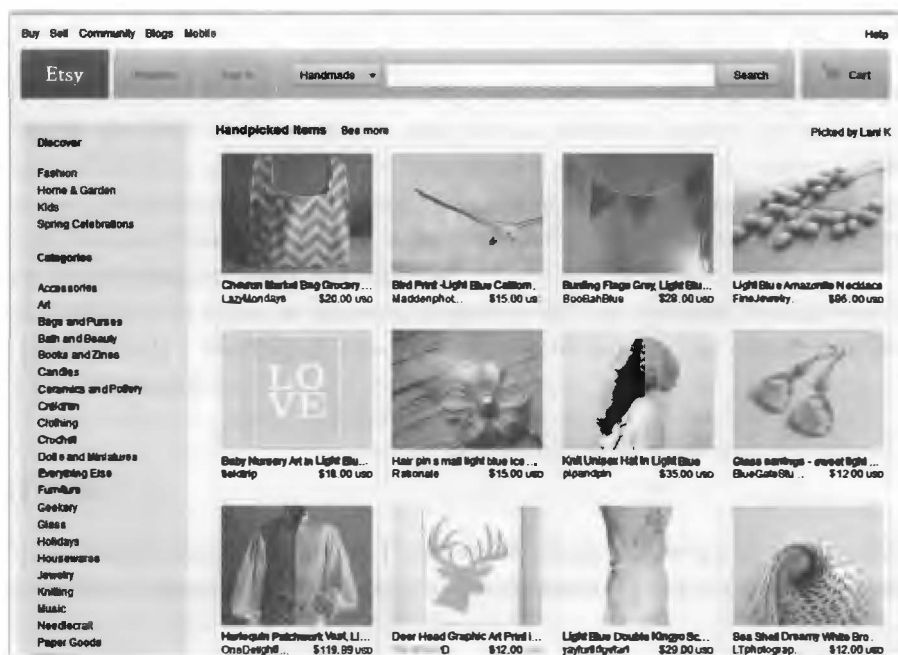 Buy Sell Community Blogs Mobile
Help
Etsy
Handmade
Search
Cart
Discover
Fashion
Home & Garden
Kids
Spring Celebrations
Categories
Accessories
Art
Bags and Purses
Bath and Beauty
Books and Zines
Candles
Ceramics and Pottery
Children
Clothing
Crochet
Dolls and Miniatures
Everything Else
Furniture
Geekery
Glass
Holidays
Housewares
Jewelry
Knitting
Music
Needlecraft
Paper Goods
Handpicked Items See more
Picked by Lani K
Chevron Market Bag Grocery ...
LazyMondays $20.00 USD
Bird Print -Light Blue Californ.
Maddenphot... $15.00 us
Bunting Flags Grey, Light Blu...
BooBahBlue $28.00 USD
Light Blue Amazonite Necklace
FineJewelry. $95.00 USD
LO
VE
Baby Nursery Art in Light Blu...
$18.00 USD
Hair pin small light blue ice ...
Rationale $15.00 USD
Knit Unisex Hat in Light Blue
pipandpin $35.00 USD
Glass earrings - sweet light ...
BlueGateStu.. $12.00 USD
Harlequin Patchwork Vest, Li...
OneDelightf... $119.99 USD
Deer Head Graphic Art Print i...
$12.00
Light Blue Double Kingyo Sc...
$29.00 USD
Sea Shell Dreamy White Bro.
LTphotograp. $12.00 USD